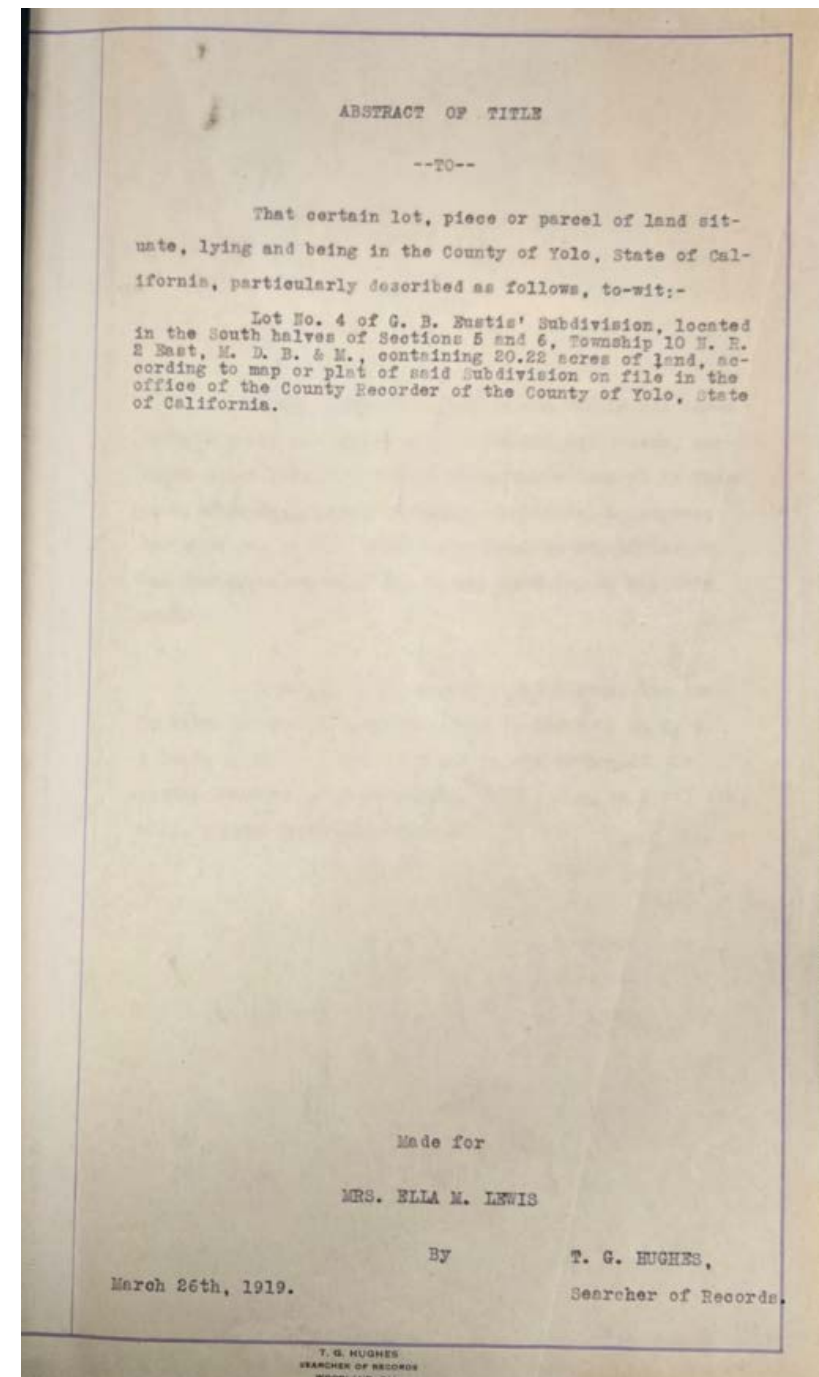 ABSTRACT OF TITLE
--TO--
That certain lot, piece or parcel of land sit-
uate, lying and being in the County of Yolo, State of Cal-
ifornia, particularly described as follows, to-wit:-
Lot No. 4 of G. B. Eustis' Subdivision, located
in the South halves of Sections 5 and 6, Township 10 N. R.
2 East, M. D. B. & M., containing 20.22 acres of land, ac-
cording to map or plat of said Subdivision on file in the
office of the County Recorder of the County of Yolo, State
of California.
Made for
MRS. ELLA M. LEWIS
By
T. G. HUGHES,
March 26th, 1919.
Searcher of Records.
T. G. HUGHES
SEARCHER OF RECORDS